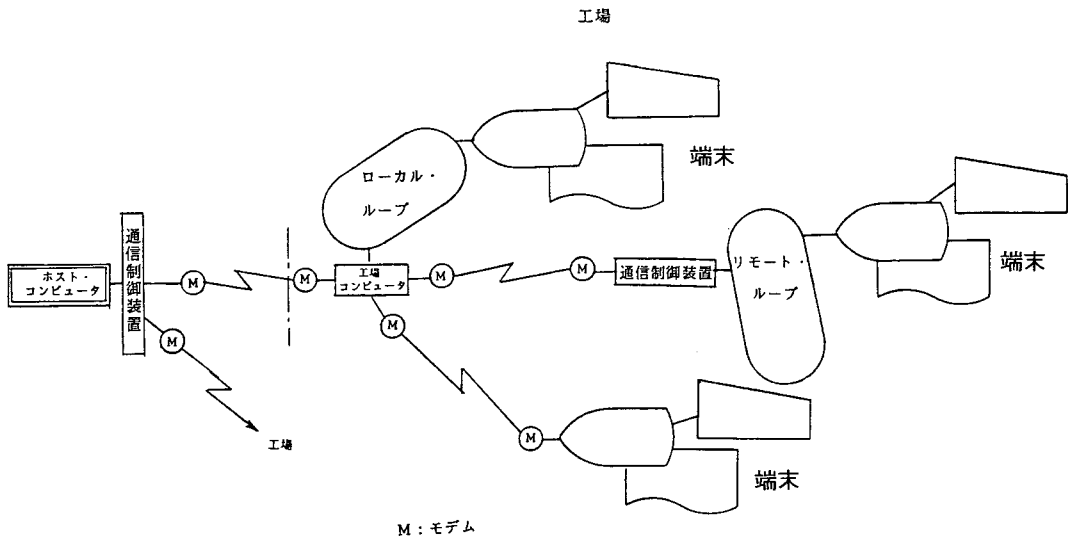 工場
ローカル・
ループ
端末
通信制御装置
ホスト・
コンピュータ
M
M
工場
コンピュータ
M
M
通信制御装置
リモート・
ループ
端末
M
M
工場
M
端末
M:モデム